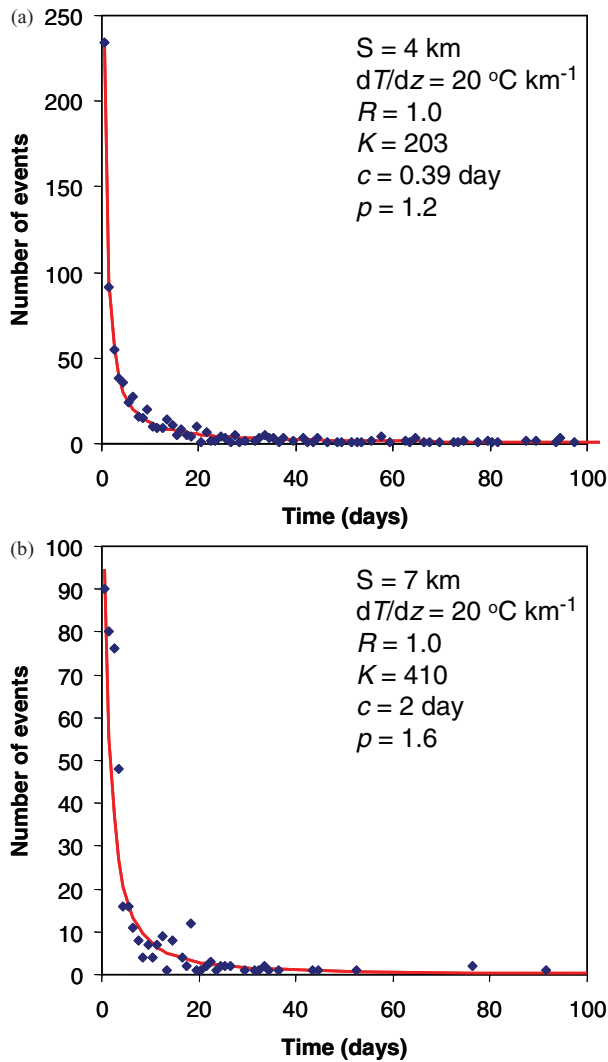 (a)
250
200
150
100
50
0
Number of events
S = 4 km
dT/dz = 20 °C km⁻¹
R = 1.0
K = 203
c = 0.39 day
p = 1.2
0 20 40 60 80 100
Time (days)
(b)
100
90
80
70
60
50
40
30
20
10
0
Number of events
S = 7 km
dT/dz = 20 °C km⁻¹
R = 1.0
K = 410
c = 2 day
p = 1.6
0 20 40 60 80 100
Time (days)